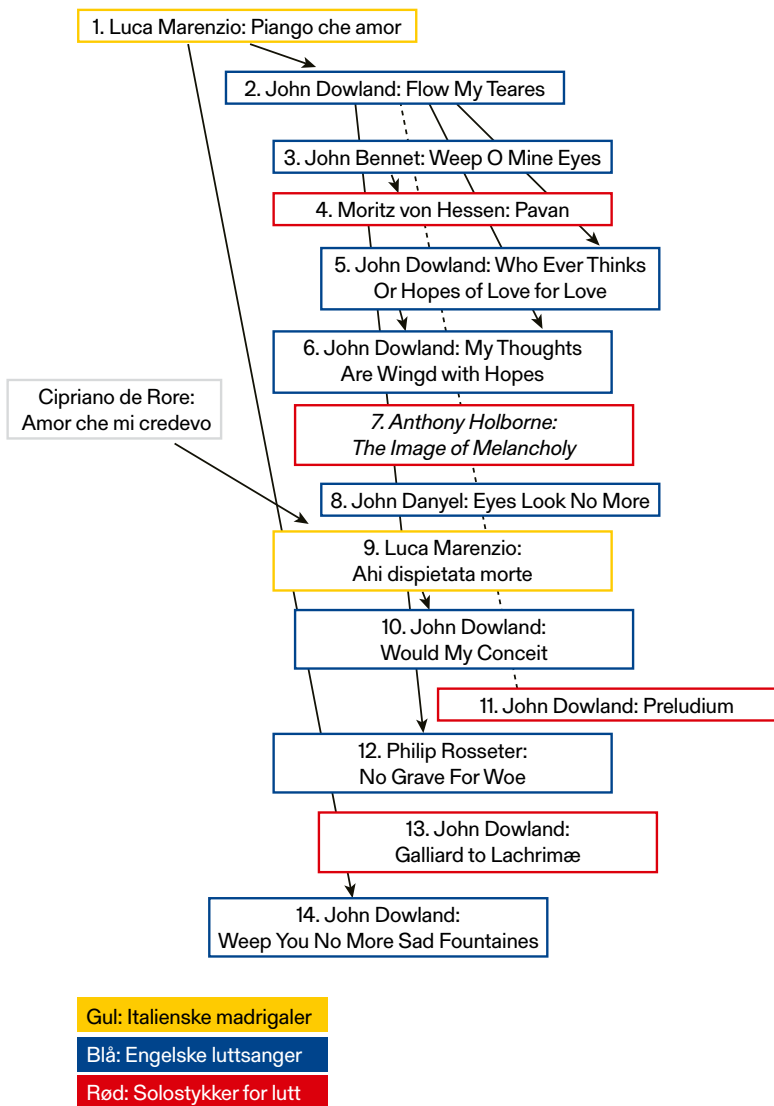 1. Luca Marenzio: Piango che amor
2. John Dowland: Flow My Teares
3. John Bennet: Weep O Mine Eyes
4. Moritz von Hessen: Pavan
5. John Dowland: Who Ever Thinks
Or Hopes of Love for Love
6. John Dowland: My Thoughts
Are Wingd with Hopes
Cipriano de Rore:
Amor che mi credevo
7. Anthony Holborne:
The Image of Melancholy
8. John Danyel: Eyes Look No More
9. Luca Marenzio:
Ahi dispietata morte
10. John Dowland:
Would My Conceit
11. John Dowland: Preludium
12. Philip Rosseter:
No Grave For Woe
13. John Dowland:
Galliard to Lachrimæ
14. John Dowland:
Weep You No More Sad Fountaines
Gul: Italienske madrigaler
Blå: Engelske luttsanger
Rød: Solostykker for lutt